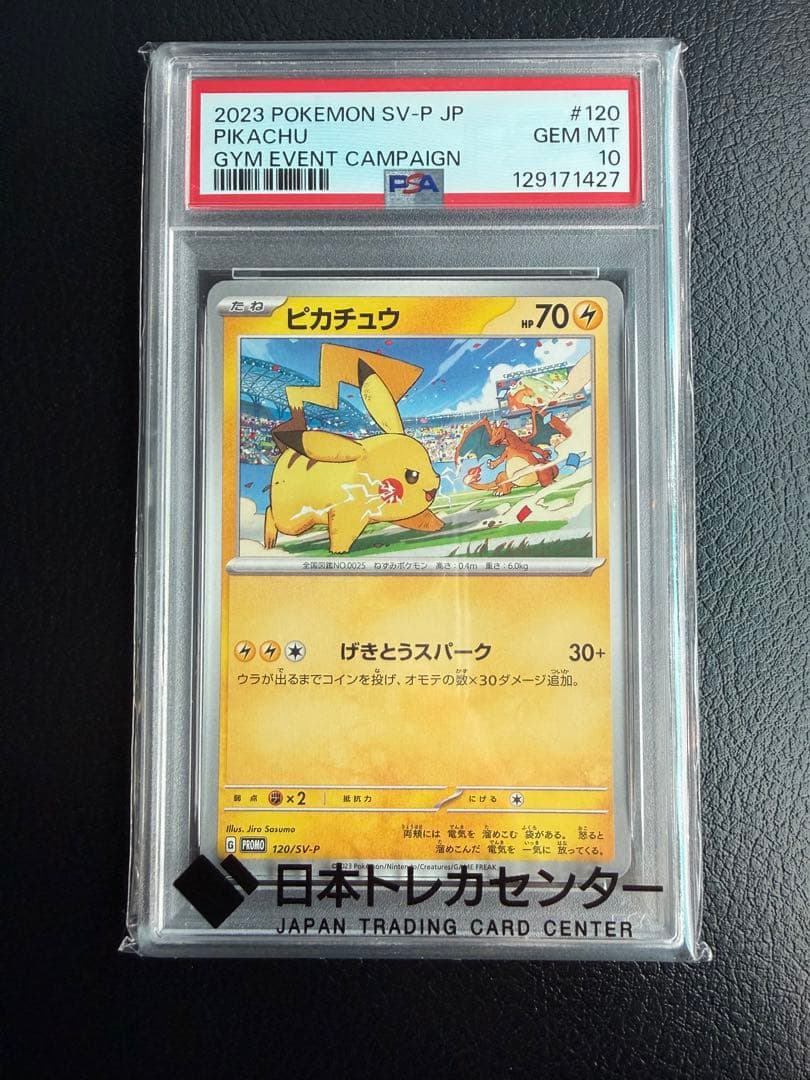 2023 POKEMON SV-P JP #120
PIKACHU GEM MT
GYM EVENT CAMPAIGN 10
PSA 129171427
たね ピカチュウ HP70
全国図鑑NO.0025 ねずみポケモン 高さ:0.4m 重さ:6.0kg
げきとうスパーク 30+
ウラが出るまでコインを投げ、オモテの数×30ダメージ追加。
弱点 ×2 抵抗力 にげる
Illus. Jiro Sasumo
両頬には 電気を 溜めこむ 袋がある。 怒ると
G PROMO 120/SV-P
溜めこんだ 電気を 一気に 放ってくる。
©2023 Pokémon/Nintendo/Creatures/GAME FREAK
日本トレカセンター
JAPAN TRADING CARD CENTER